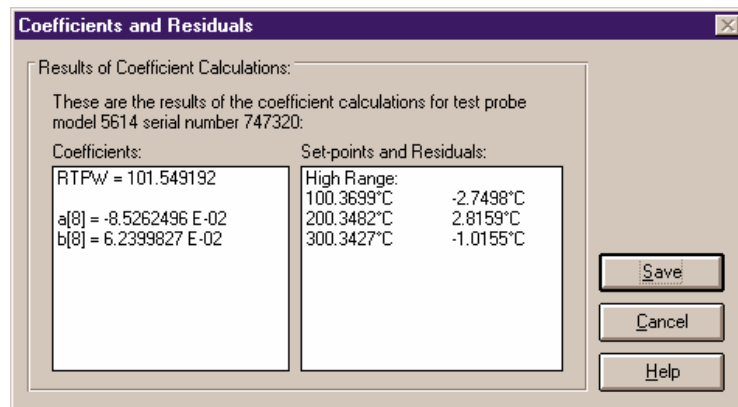 Coefficients and Residuals
Results of Coefficient Calculations:
These are the results of the coefficient calculations for test probe
model 5614 serial number 747320:
Coefficients:
RTPW = 101.549192
a[8] = -8.5262496 E-02
b[8] = 6.2399827 E-02
Set-points and Residuals:
High Range:
100.3699°C -2.7498°C
200.3482°C 2.8159°C
300.3427°C -1.0155°C
Save
Cancel
Help